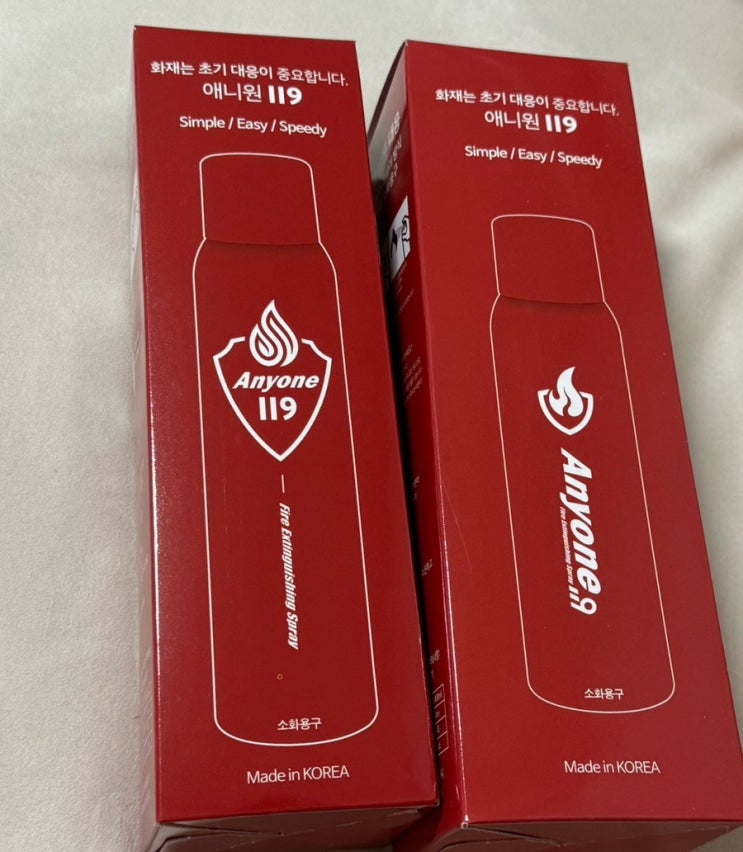 화재는 초기 대응이 중요합니다.
애니원 119
Simple / Easy / Speedy
Anyone
119
Fire Extinguishing Spray
소화용구
Made in KOREA
화재는 초기 대응이 중요합니다.
애니원 119
Simple / Easy / Speedy
Anyone
Fire Extinguishing Spray
119
소화용구
Made in KOREA